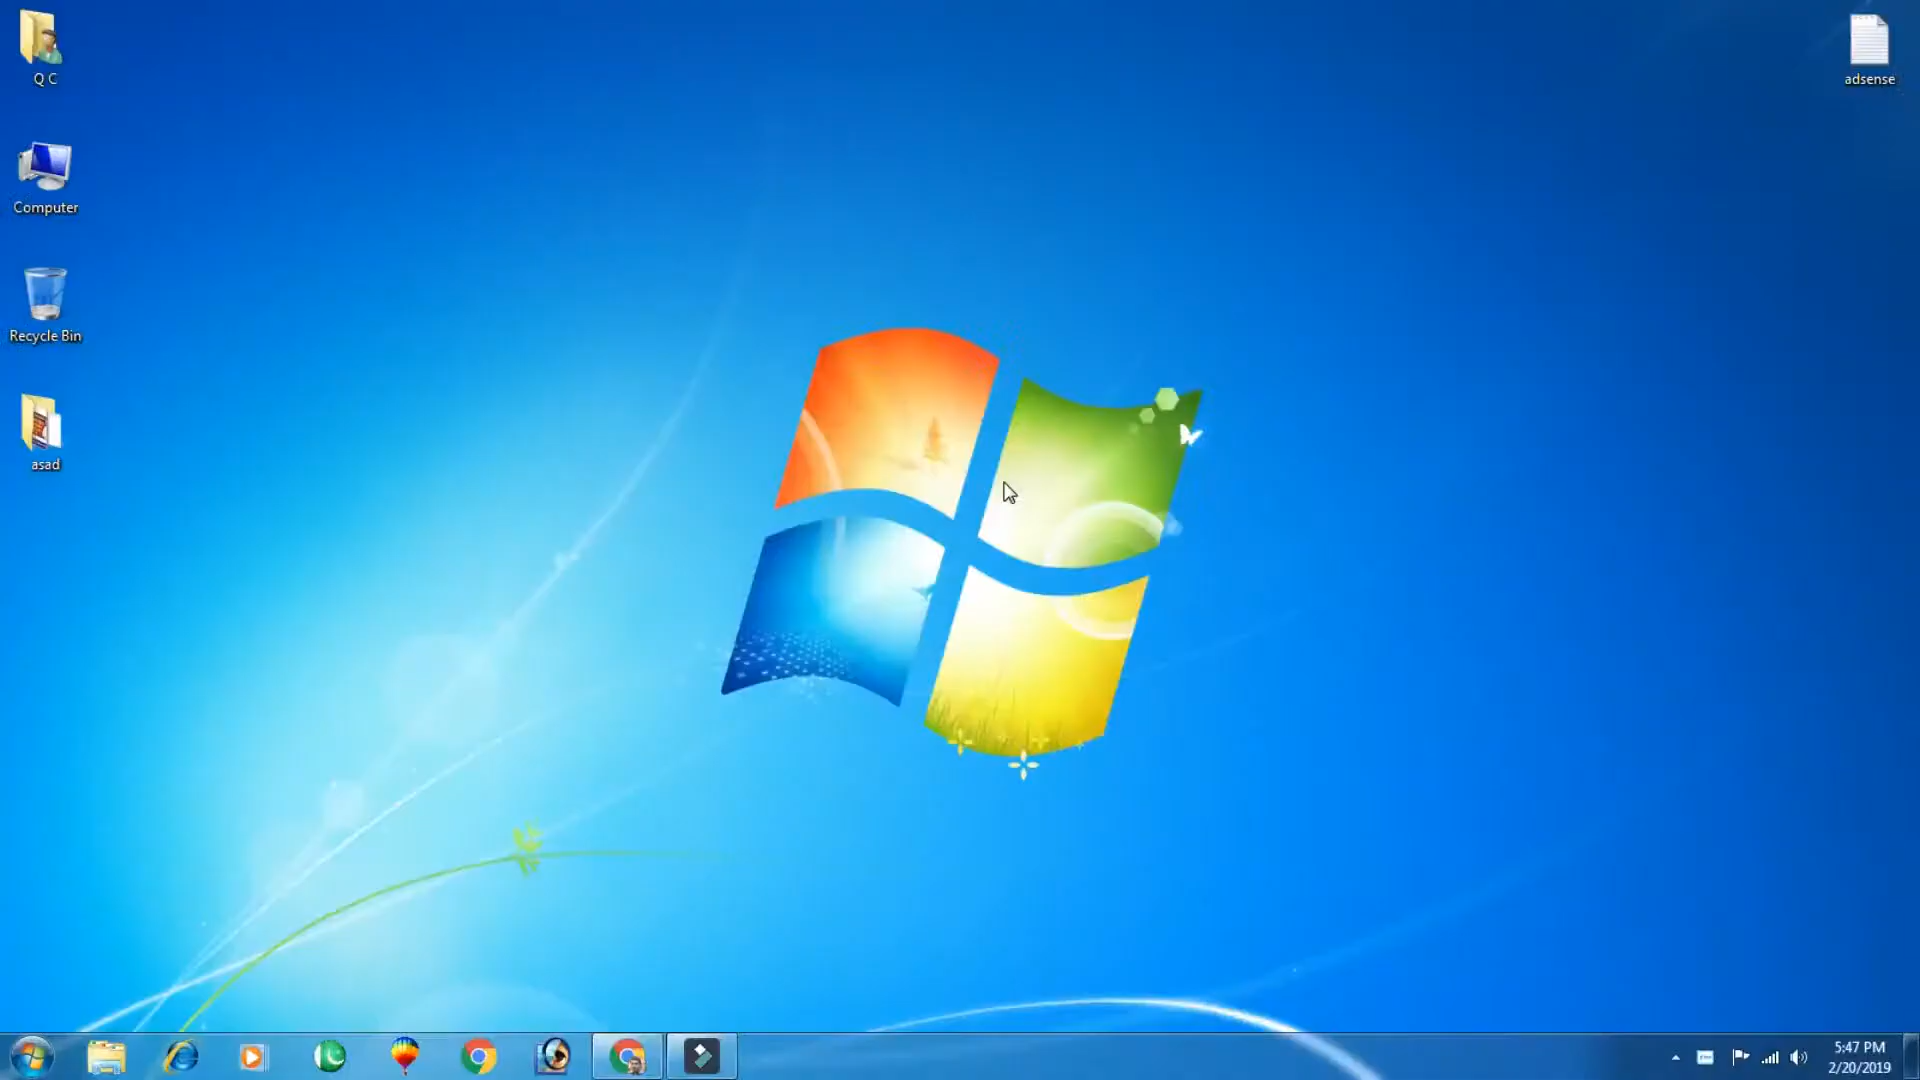 Q C
adsense
Computer
Recycle Bin
asad
5:47 PM
2/20/2019